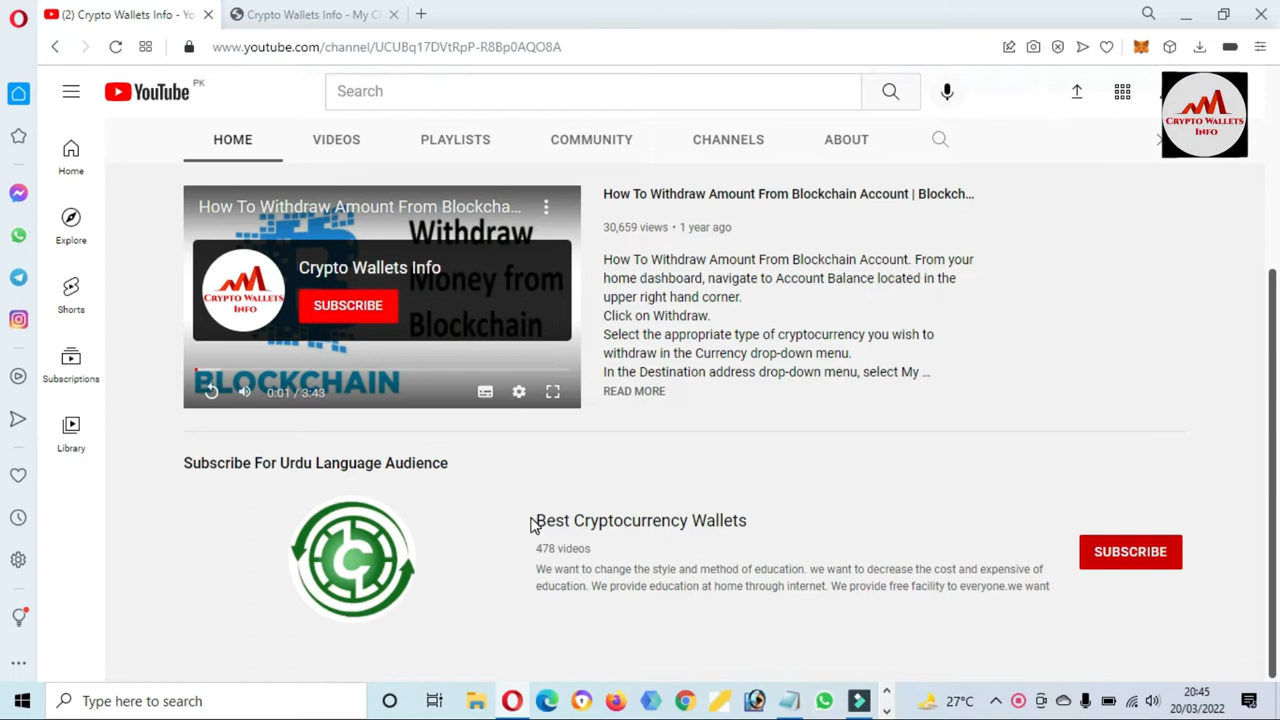 (2) Crypto Wallets Info - Yo
Crypto Wallets Info - My C
www.youtube.com/channel/UCUBq17DVtRpP-R8Bp0AQO8A
YouTube PK
Search
CRYPTO WALLETS
INFO
HOME
VIDEOS
PLAYLISTS
COMMUNITY
CHANNELS
ABOUT
Home
Explore
Shorts
Subscriptions
Library
How To Withdraw Amount From Blockcha...
Withdraw
Money from
Blockchain
Crypto Wallets Info
SUBSCRIBE
CRYPTO WALLETS
INFO
BLOCKCHAIN
0:01 / 3:43
How To Withdraw Amount From Blockchain Account | Blockch...
30,659 views • 1 year ago
How To Withdraw Amount From Blockchain Account. From your
home dashboard, navigate to Account Balance located in the
upper right hand corner.
Click on Withdraw.
Select the appropriate type of cryptocurrency you wish to
withdraw in the Currency drop-down menu.
In the Destination address drop-down menu, select My ...
READ MORE
Subscribe For Urdu Language Audience
Best Cryptocurrency Wallets
478 videos
We want to change the style and method of education. we want to decrease the cost and expensive of
education. We provide education at home through internet. We provide free facility to everyone.we want
SUBSCRIBE
Type here to search
27°C
20:45
20/03/2022